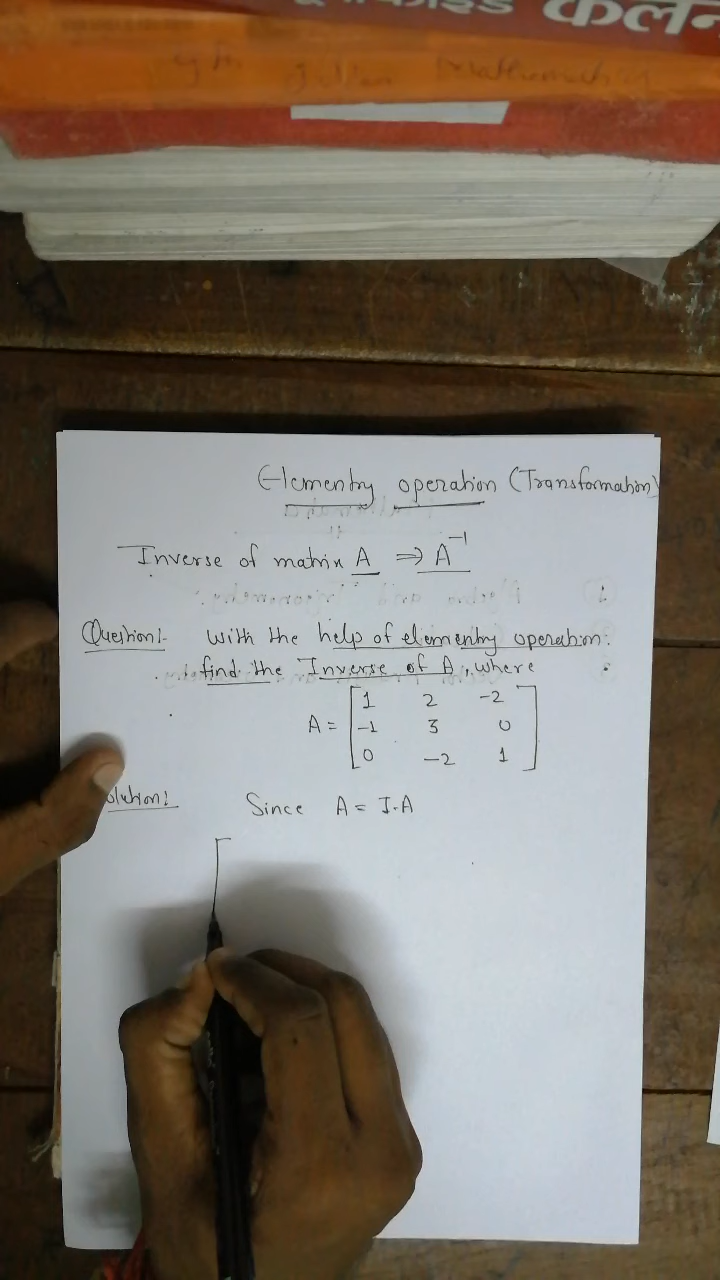 कलन
Elementry operation (Transformation)
Inverse of matrix A ⇒ A⁻¹
Question:- With the help of elementry operation.
find the Inverse of A, where
A = [1 2 -2
-1 3 0
0 -2 1]
olution:
Since A = I.A